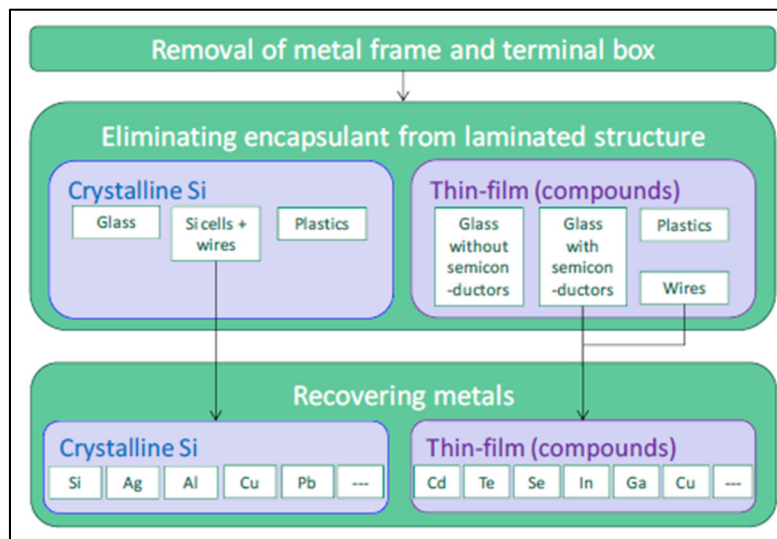 Removal of metal frame and terminal box
Eliminating encapsulant from laminated structure
Crystalline Si
Glass
Si cells +
wires
Plastics
Thin-film (compounds)
Glass
without
semicon
-ductors
Glass
with
semicon
-ductors
Plastics
Wires
Recovering metals
Crystalline Si
Si
Ag
Al
Cu
Pb
---
Thin-film (compounds)
Cd
Te
Se
In
Ga
Cu
---